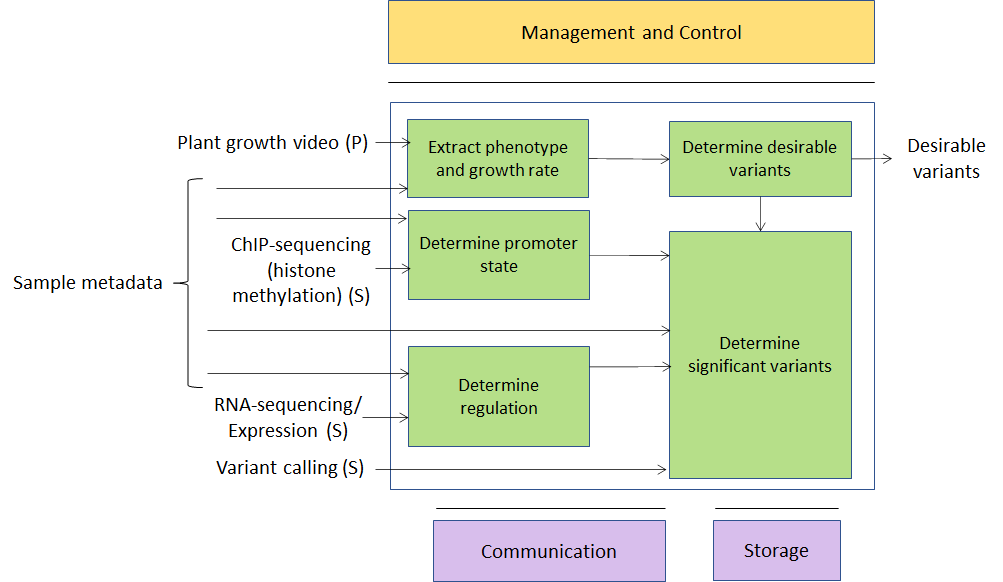 Management and Control
Plant growth video (P)
Extract phenotype
and growth rate
Determine desirable
variants
Desirable
variants
Sample metadata
ChIP-sequencing
(histone
methylation) (S)
Determine promoter
state
Determine
significant variants
RNA-sequencing/
Expression (S)
Determine
regulation
Variant calling (S)
Communication
Storage